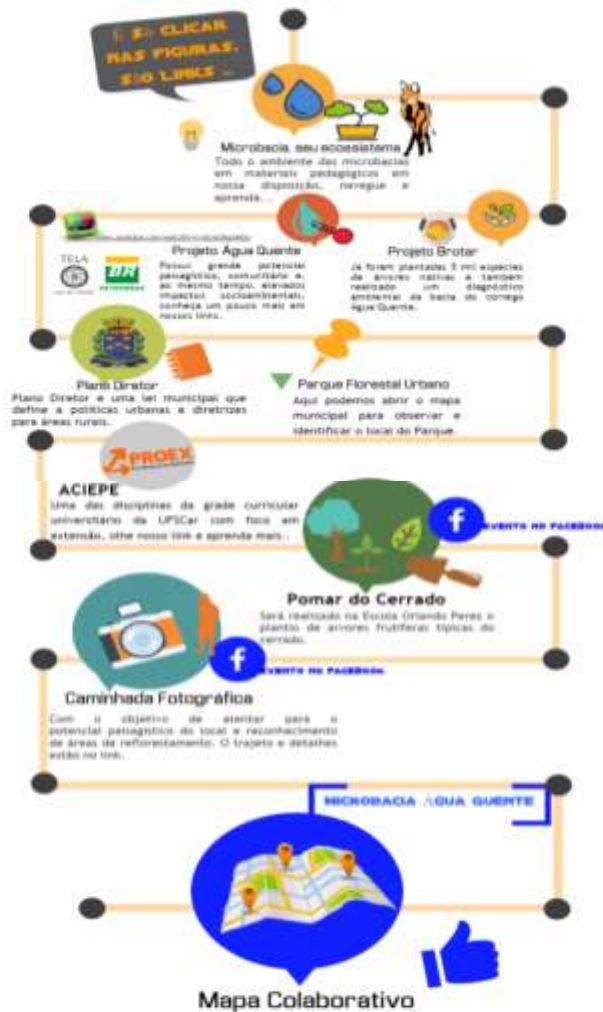 É SÓ CLICAR
NAS FIGURAS,
SÃO LINKS ...
Microbacia, seu ecossistema
Todo o ambiente das microbacias
em materiais pedagógicos em
nossa disposição, navegue e
aprenda...
Projeto Água Quente
Possui grande potencial
paisagístico, comunitário e,
ao mesmo tempo, elevados
impactos socioambientais,
conheça um pouco mais em
nossos links.
TEIA
BR
PETROBRAS
Projeto Brotar
Já foram plantadas 5 mil espécies
de árvores nativas e também
realizado um diagnóstico
ambiental da bacia do córrego
Água Quente.
Plano Diretor
Plano Diretor é uma lei municipal que
define a políticas urbanas e diretrizes
para áreas rurais.
Parque Florestal Urbano
Aqui podemos abrir o mapa
municipal para observar e
identificar o local do Parque.
PROEX
ACIEPE
Uma das disciplinas da grade curricular
universitário da UFSCar com foco em
extensão, olhe nosso link e aprenda mais..
f
EVENTO NO FACEBOOK
Pomar do Cerrado
Será realizado na Escola Orlando Perez o
plantio de arvores frutíferas típicas do
cerrado.
f
EVENTO NO FACEBOOK
Caminhada Fotográfica
Com o objetivo de atentar para o
potencial paisagístico do local e reconhecimento
de áreas de reflorestamento. O trajeto e detalhes
estão no link.
MICROBACIA ÁGUA QUENTE
Mapa Colaborativo